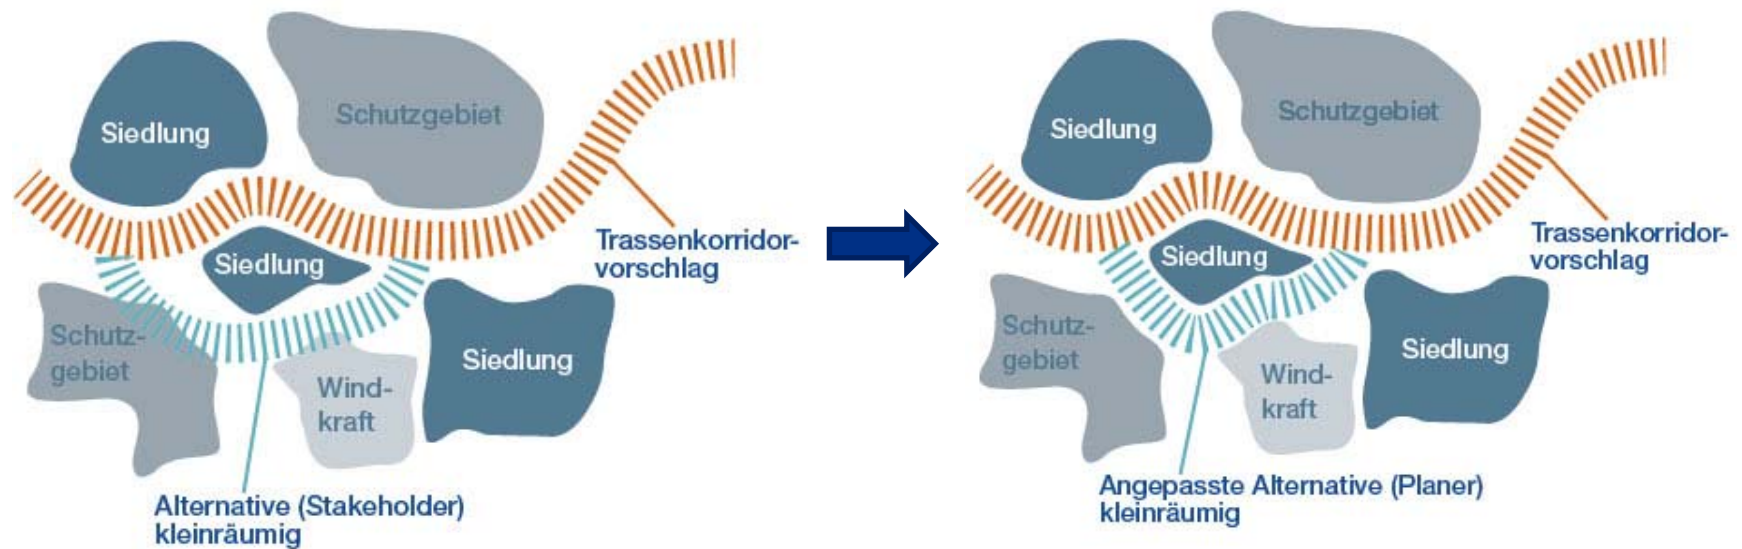 Siedlung
Schutzgebiet
Trassenkorridor-
vorschlag
Siedlung
Schutz-
gebiet
Siedlung
Wind-
kraft
Alternative (Stakeholder)
kleinräumig
Siedlung
Schutzgebiet
Trassenkorridor-
vorschlag
Siedlung
Schutz-
gebiet
Siedlung
Wind-
kraft
Angepasste Alternative (Planer)
kleinräumig